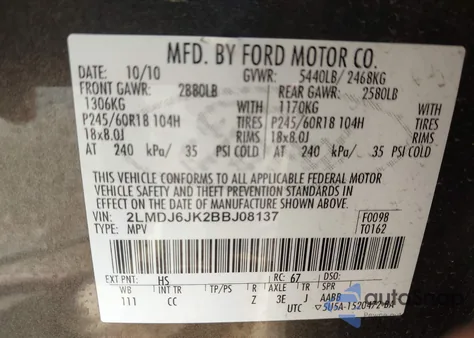 MFD. BY FORD MOTOR CO.
DATE: 10/10 GVWR: 5440LB/ 2468KG
FRONT GAWR: 2880LB REAR GAWR: 2580LB
1306KG WITH 1170KG WITH
P245/60R18 104H TIRES P245/60R18 104H TIRES
18x8.0J RIMS 18x8.0J RIMS
AT 240 kPa/ 35 PSI COLD AT 240 kPa/ 35 PSI COLD
THIS VEHICLE CONFORMS TO ALL APPLICABLE FEDERAL MOTOR
VEHICLE SAFETY AND THEFT PREVENTION STANDARDS IN
EFFECT ON THE DATE OF MANUFACTURE SHOWN ABOVE.
VIN: 2LMDJ6JK2BBJ08137 F0098
TYPE: MPV T0162
EXT PNT: HS RC: 67 DSO:
WB INT TR TP/PS R AXLE TR SPR
111 CC Z 3E J AABB
UTC 5U5A-1520472-BA